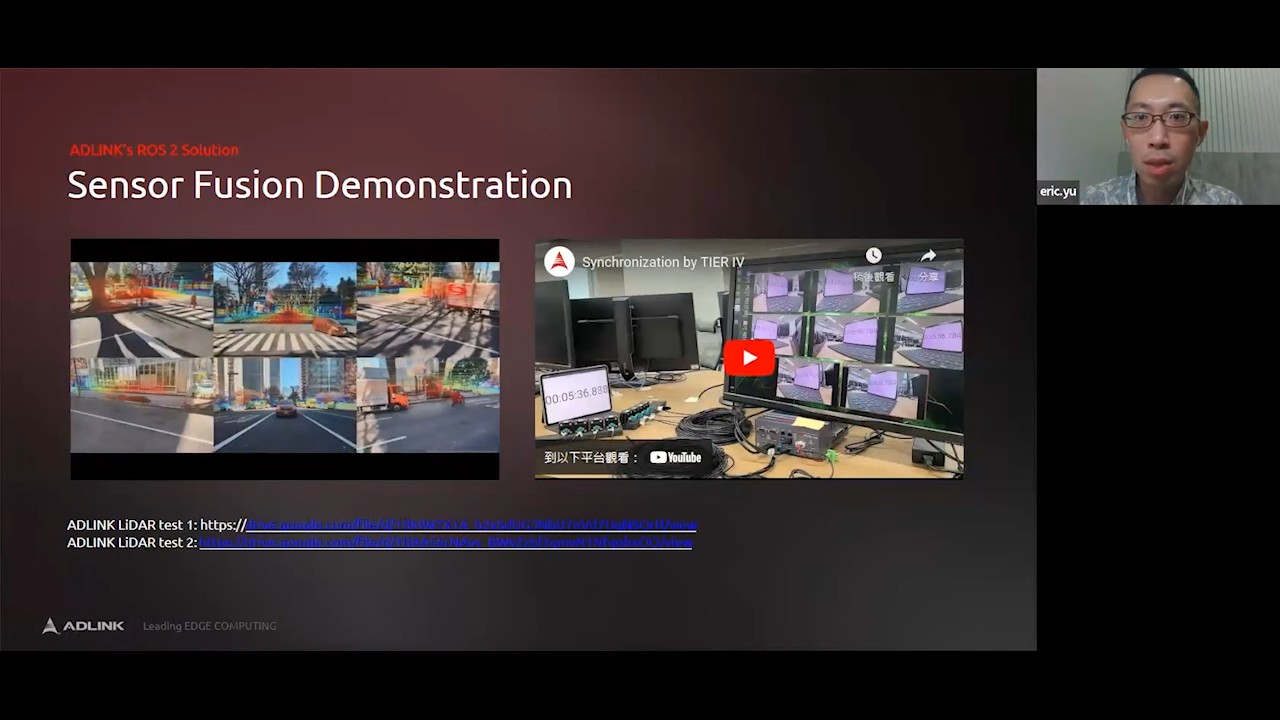 ADLINK's ROS 2 Solution
Sensor Fusion Demonstration
eric.yu
Synchronization by TIER IV
稍後觀看
分享
00:05:36.838
到以下平台觀看：
YouTube
ADLINK LiDAR test 1: https://
ADLINK LiDAR test 2:
ADLINK
Leading EDGE COMPUTING